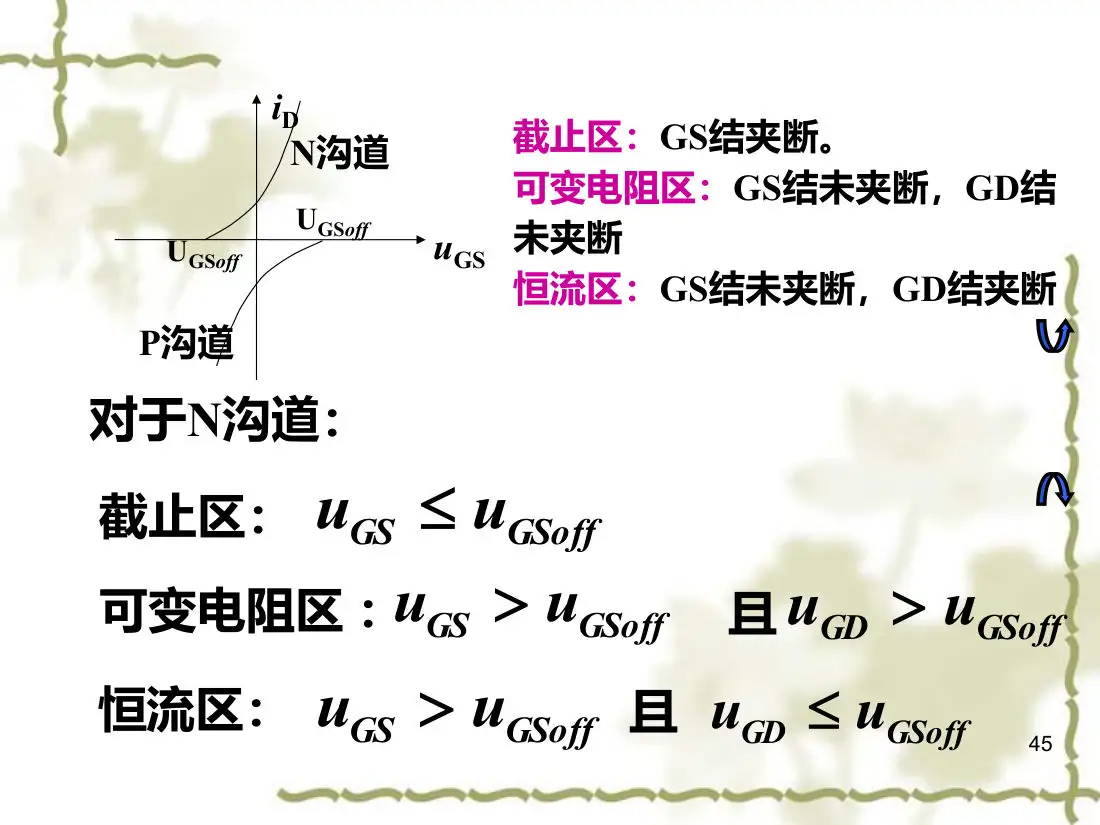 iD
N沟道
UGSoff
UGSoff
uGS
P沟道
截止区：GS结夹断。
可变电阻区：GS结未夹断，GD结
未夹断
恒流区：GS结未夹断，GD结夹断
对于N沟道：
截止区： uGS ≤ uGSoff
可变电阻区：uGS > uGSoff 且 uGD > uGSoff
恒流区： uGS > uGSoff 且 uGD ≤ uGSoff
45